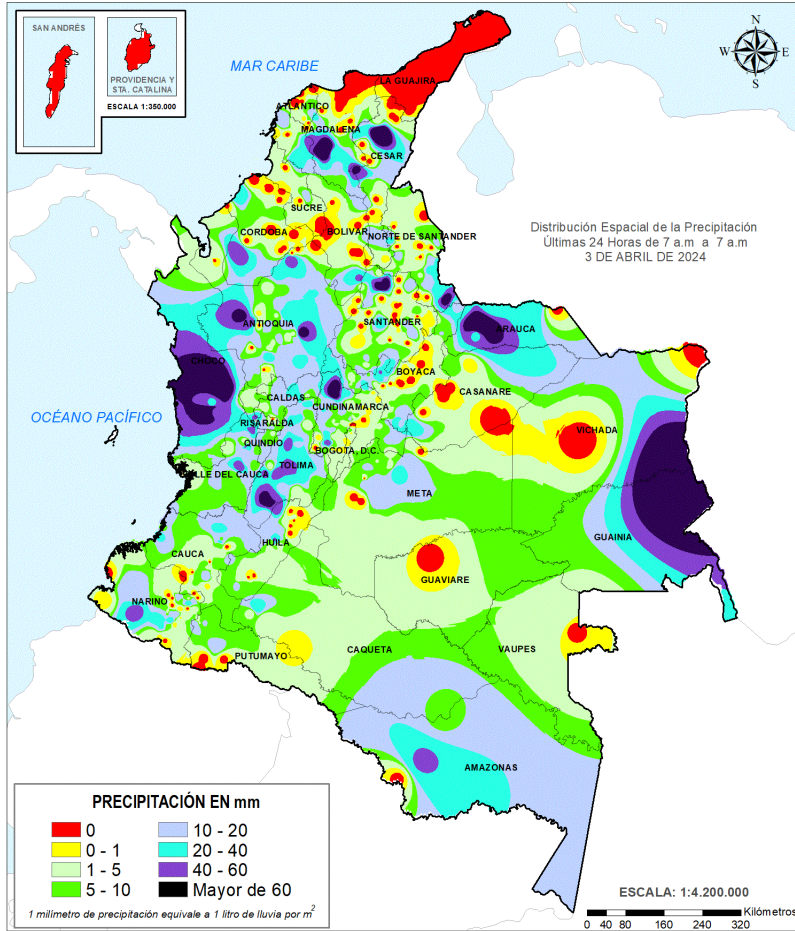 SAN ANDRÉS
PROVIDENCIA Y
STA. CATALINA
ESCALA 1:350.000
MAR CARIBE
N
W
E
S
LA GUAJIRA
ATLANTICO
MAGDALENA
CESAR
SUCRE
CORDOBA
BOLIVAR
NORTE DE SANTANDER
Distribución Espacial de la Precipitación
Últimas 24 Horas de 7 a.m a 7 a.m
3 DE ABRIL DE 2024
ANTIOQUIA
SANTANDER
ARAUCA
CHOCO
BOYACA
CASANARE
CALDAS
CUNDINAMARCA
OCÉANO PACÍFICO
RISARALDA
VICHADA
QUINDIO
BOGOTA, D.C.
TOLIMA
VALLE DEL CAUCA
META
GUAINIA
HUILA
CAUCA
GUAVIARE
NARINO
PUTUMAYO
CAQUETA
VAUPES
AMAZONAS
PRECIPITACIÓN EN mm
0
0 - 1
1 - 5
5 - 10
10 - 20
20 - 40
40 - 60
Mayor de 60
1 milímetro de precipitación equivale a 1 litro de lluvia por m²
ESCALA: 1:4.200.000
Kilómetros
0 40 80 160 240 320